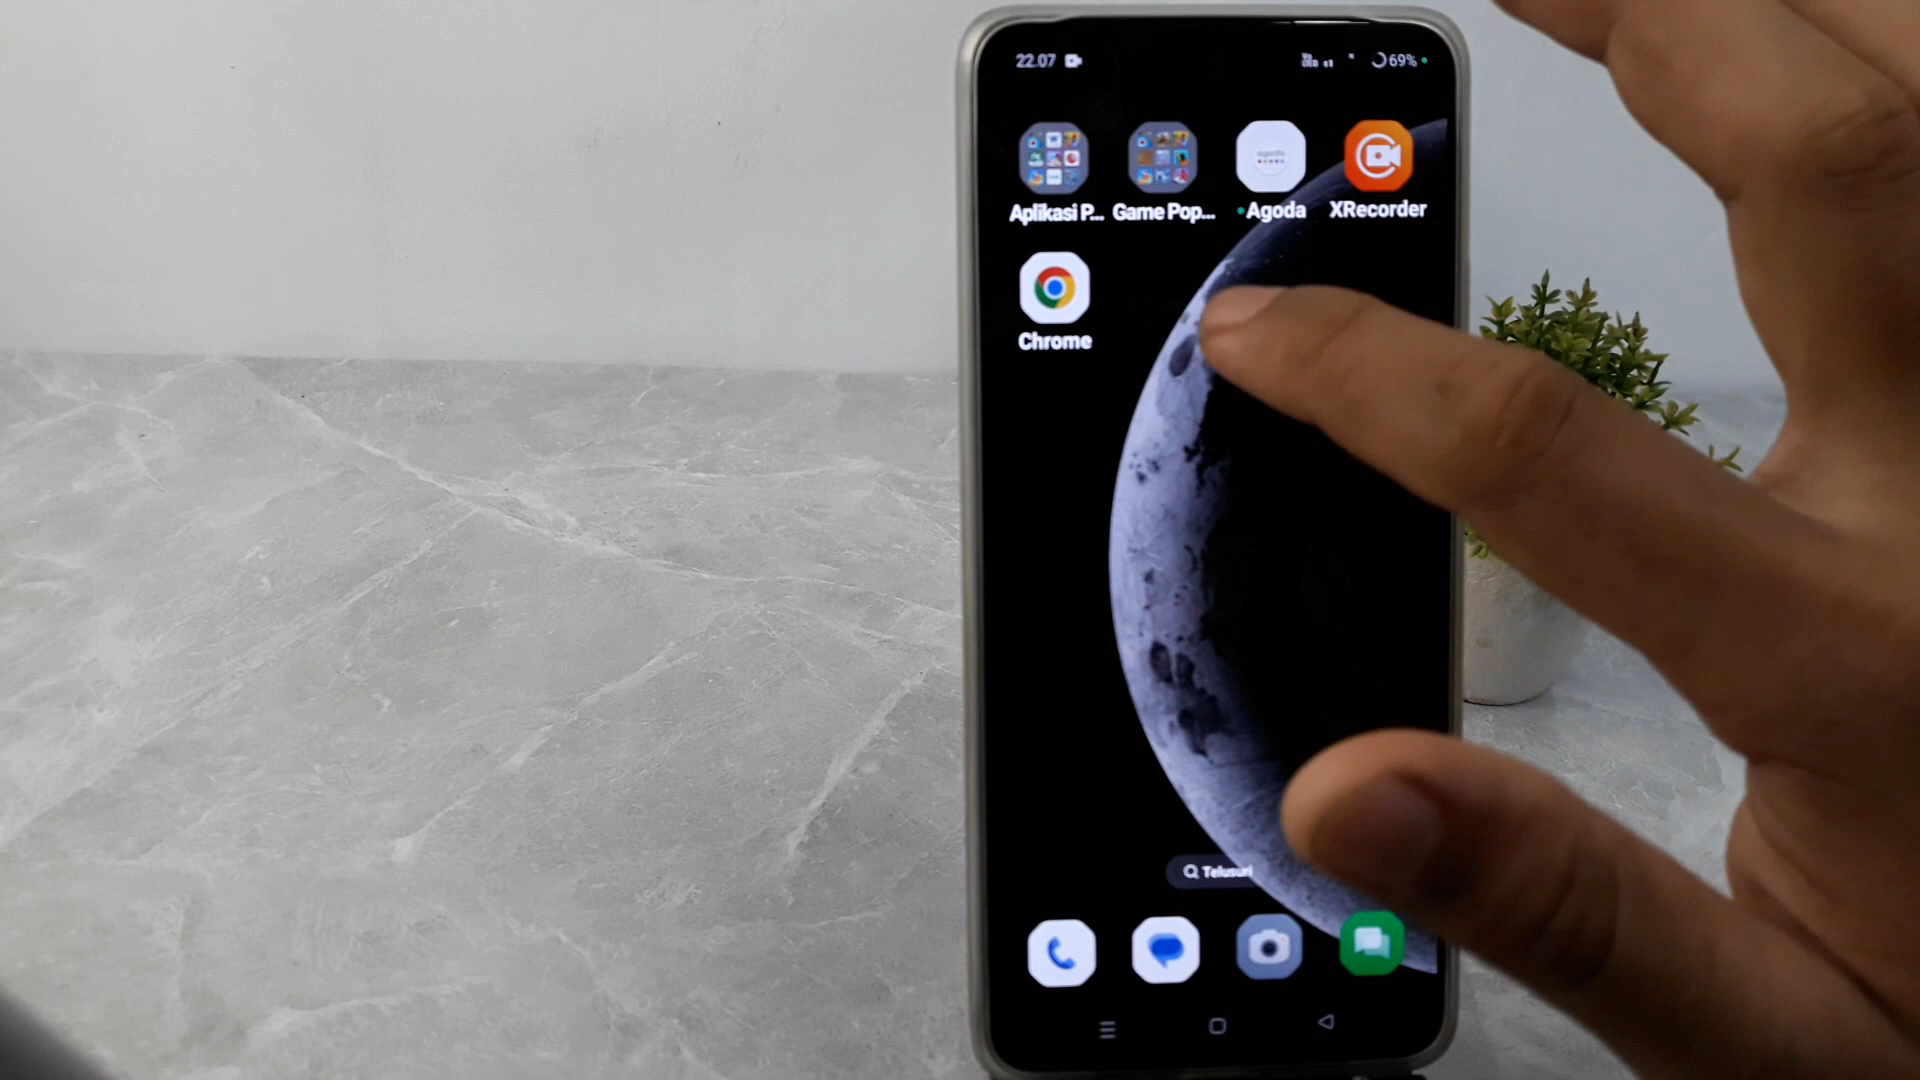 22.07
69%
Aplikasi P... Game Pop... Agoda XRecorder
Chrome
Telusuri